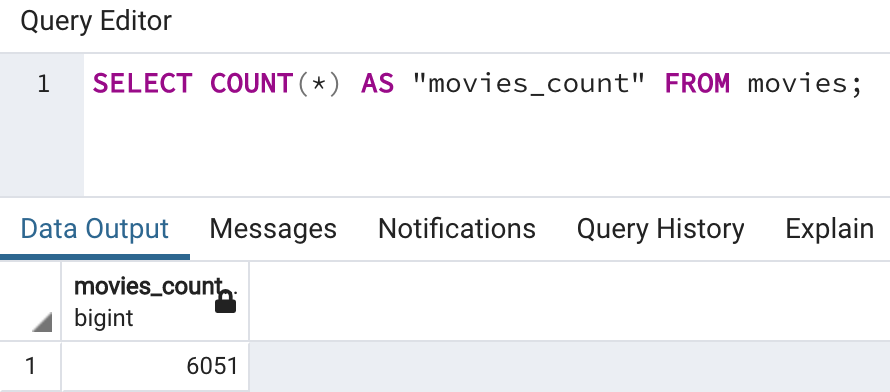 Query Editor
1 SELECT COUNT(*) AS "movies_count" FROM movies;
Data Output Messages Notifications Query History Explain
movies_count
bigint
1 6051